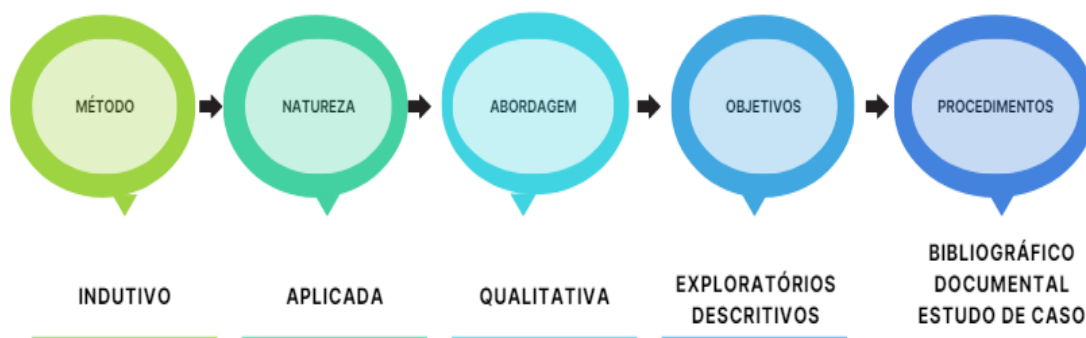 MÉTODO
NATUREZA
ABORDAGEM
OBJETIVOS
PROCEDIMENTOS
INDUTIVO
APLICADA
QUALITATIVA
EXPLORATÓRIOS
DESCRITIVOS
BIBLIOGRÁFICO
DOCUMENTAL
ESTUDO DE CASO